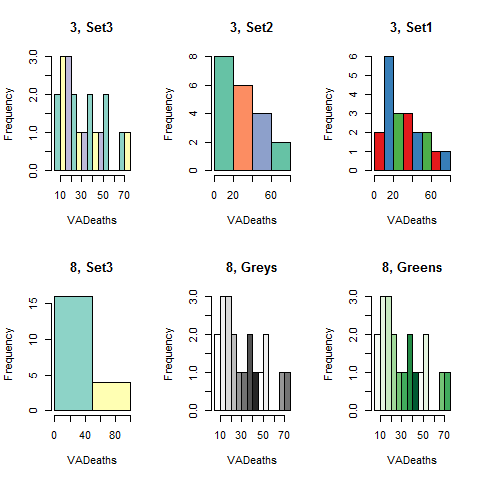 3, Set3
Frequency
0.0 1.0 2.0 3.0
10 30 50 70
VADeaths
3, Set2
Frequency
0 2 4 6 8
0 20 60
VADeaths
3, Set1
Frequency
0 1 2 3 4 5 6
0 20 60
VADeaths
8, Set3
Frequency
0 5 10 15
0 40 80
VADeaths
8, Greys
Frequency
0.0 1.0 2.0 3.0
10 30 50 70
VADeaths
8, Greens
Frequency
0.0 1.0 2.0 3.0
10 30 50 70
VADeaths